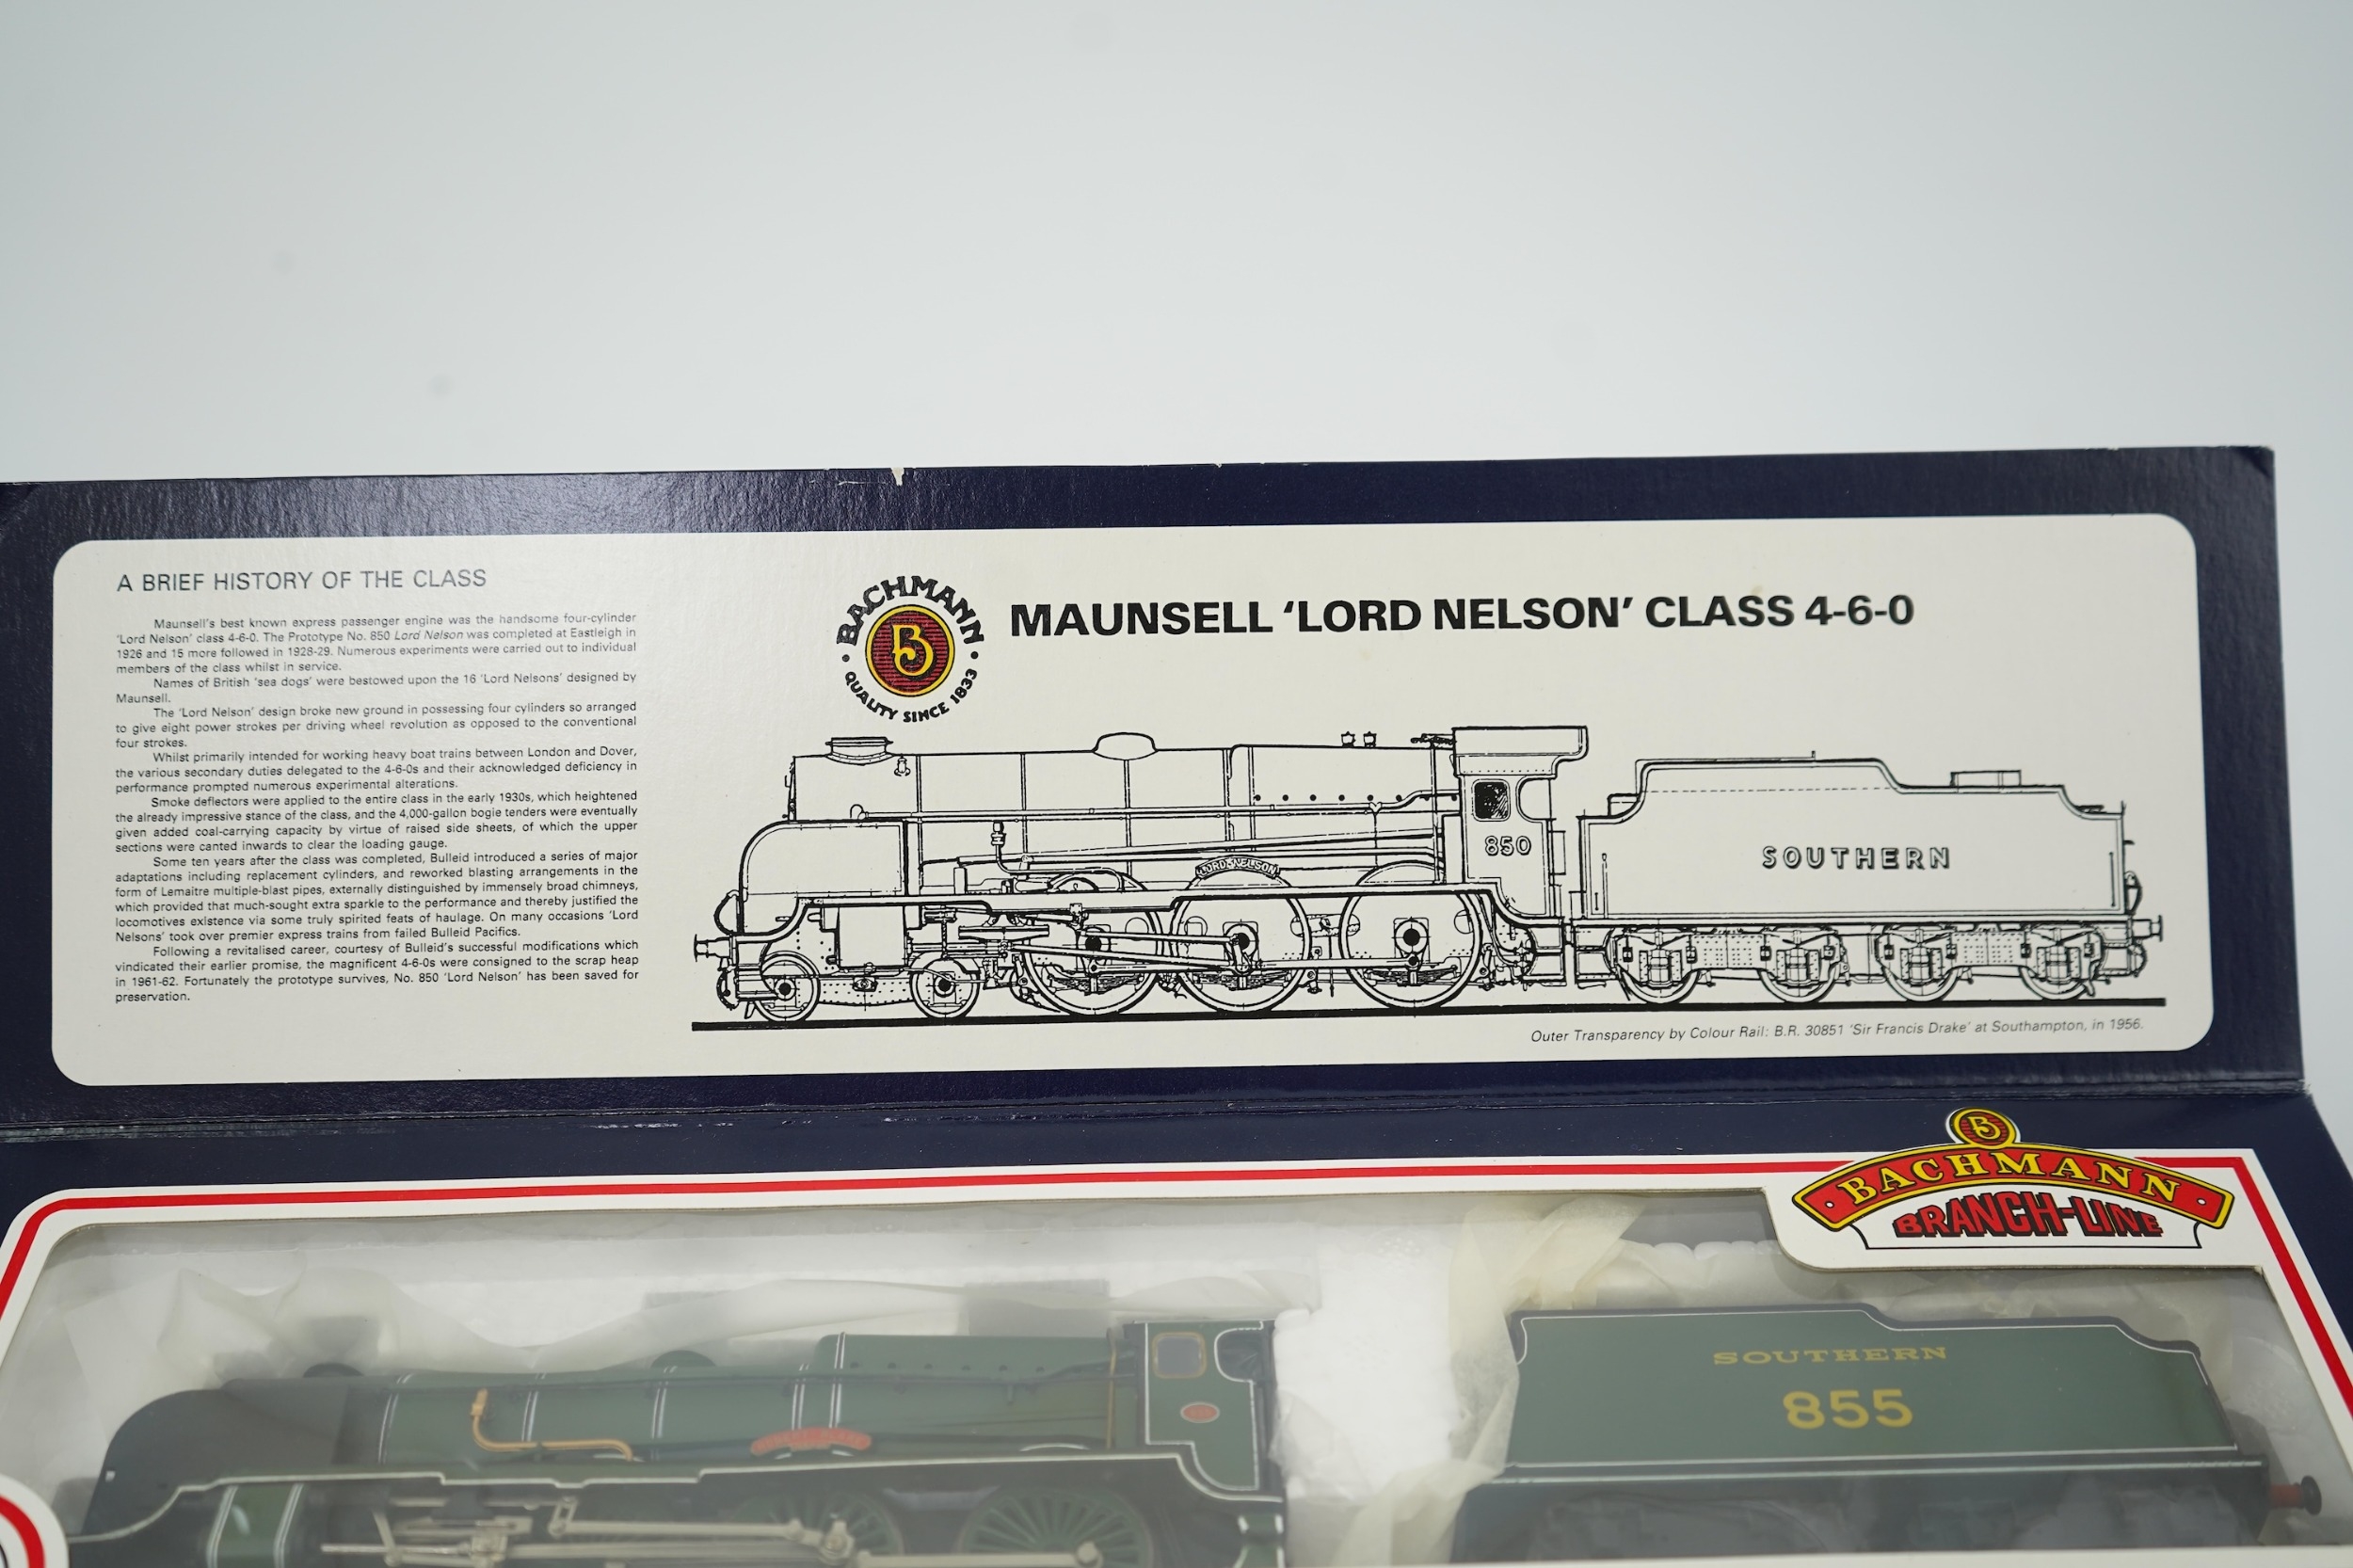 A BRIEF HISTORY OF THE CLASS
Maunsell's best known express passenger engine was the handsome four-cylinder
'Lord Nelson' class 4-6-0. The Prototype No. 850 Lord Nelson was completed at Eastleigh in
1926 and 15 more followed in 1928-29. Numerous experiments were carried out to individual
members of the class whilst in service.
Names of British 'sea dogs' were bestowed upon the 16 'Lord Nelsons' designed by
Maunsell.
The 'Lord Nelson' design broke new ground in possessing four cylinders so arranged
to give eight power strokes per driving wheel revolution as opposed to the conventional
four strokes.
Whilst primarily intended for working heavy boat trains between London and Dover,
the various secondary duties delegated to the 4-6-0s and their acknowledged deficiency in
performance prompted numerous experimental alterations.
Smoke deflectors were applied to the entire class in the early 1930s, which heightened
the already impressive stance of the class, and the 4,000-gallon bogie tenders were eventually
given added coal-carrying capacity by virtue of raised side sheets, of which the upper
sections were canted inwards to clear the loading gauge.
Some ten years after the class was completed, Bulleid introduced a series of major
adaptations including replacement cylinders, and reworked blasting arrangements in the
form of Lemaitre multiple-blast pipes, externally distinguished by immensely broad chimneys,
which provided that much-sought extra sparkle to the performance and thereby justified the
locomotives existence via some truly spirited feats of haulage. On many occasions 'Lord
Nelsons' took over premier express trains from failed Bulleid Pacifics.
Following a revitalised career, courtesy of Bulleid's successful modifications which
vindicated their earlier promise, the magnificent 4-6-0s were consigned to the scrap heap
in 1961-62. Fortunately the prototype survives, No. 850 'Lord Nelson' has been saved for
preservation.
BACHMANN
B
QUALITY SINCE 1833
MAUNSELL 'LORD NELSON' CLASS 4-6-0
LORD NELSON
850
SOUTHERN
Outer Transparency by Colour Rail: B.R. 30851 'Sir Francis Drake' at Southampton, in 1956.
B
BACHMANN
BRANCH-LINE
SOUTHERN
855